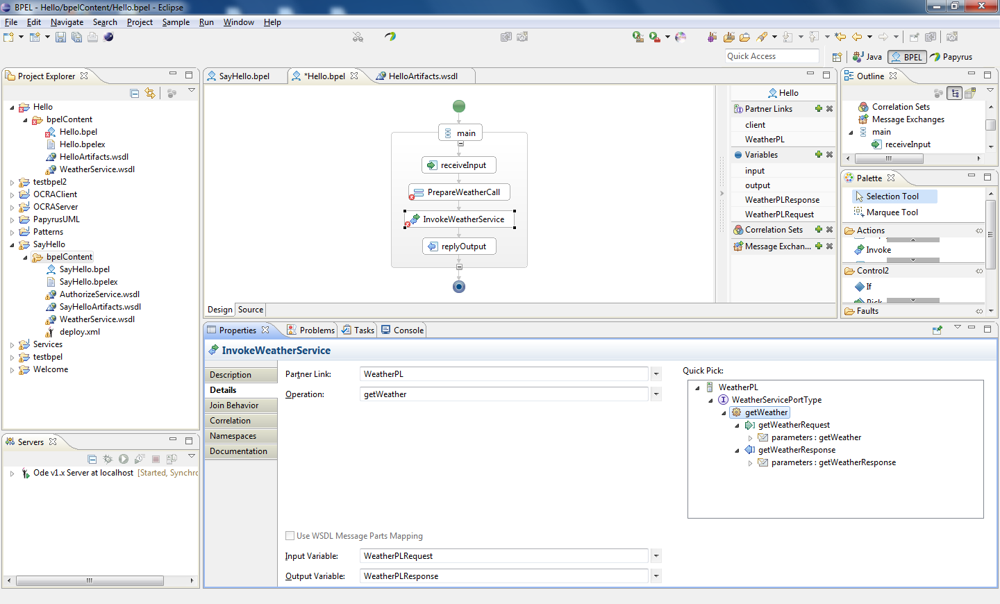 BPEL - Hello/bpelContent/Hello.bpel - Eclipse
File Edit Navigate Search Project Sample Run Window Help
Quick Access
Java
BPEL
Papyrus
Project Explorer
Hello
bpelContent
Hello.bpel
Hello.bpelex
HelloArtifacts.wsdl
WeatherService.wsdl
testbpel2
OCRAClient
OCRAServer
PapyrusUML
Patterns
SayHello
bpelContent
SayHello.bpel
SayHello.bpelex
AuthorizeService.wsdl
SayHelloArtifacts.wsdl
WeatherService.wsdl
deploy.xml
Services
testbpel
Welcome
Servers
Ode v1.x Server at localhost [Started, Synchro
SayHello.bpel
*Hello.bpel
HelloArtifacts.wsdl
main
receiveInput
PrepareWeatherCall
InvokeWeatherService
replyOutput
Design
Source
Hello
Partner Links
client
WeatherPL
Variables
input
output
WeatherPLResponse
WeatherPLRequest
Correlation Sets
Message Exchan...
Outline
Correlation Sets
Message Exchanges
main
receiveInput
Palette
Selection Tool
Marquee Tool
Actions
Invoke
Control2
If
Pick
Faults
Properties
Problems
Tasks
Console
InvokeWeatherService
Description
Details
Join Behavior
Correlation
Namespaces
Documentation
Partner Link: WeatherPL
Operation: getWeather
Quick Pick:
WeatherPL
WeatherServicePortType
getWeather
getWeatherRequest
parameters : getWeather
getWeatherResponse
parameters : getWeatherResponse
Use WSDL Message Parts Mapping
Input Variable: WeatherPLRequest
Output Variable: WeatherPLResponse